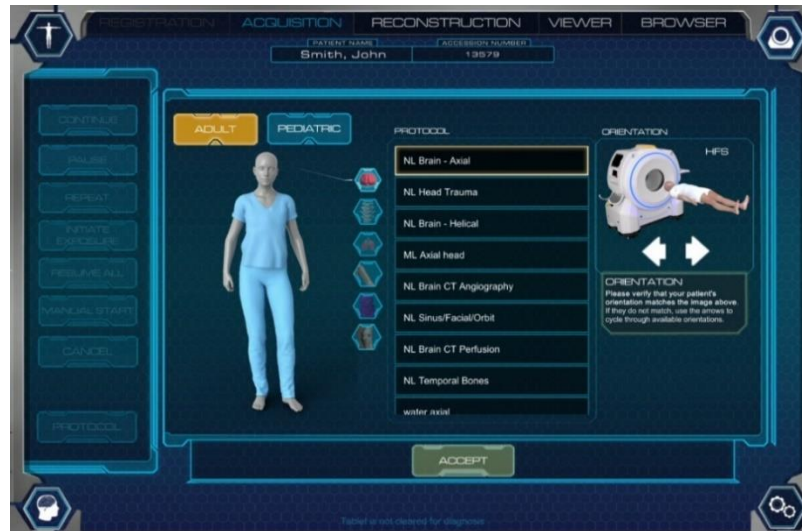 REGISTRATION ACQUISITION RECONSTRUCTION VIEWER BROWSER
PATIENT NAME ACCESSION NUMBER
Smith, John 13579
CONTINUE
PAUSE
REPEAT
INITIATE
EXPOSURE
RESUME ALL
MANUAL START
CANCEL
PROTOCOL
ADULT PEDIATRIC
PROTOCOL
NL Brain - Axial
NL Head Trauma
NL Brain - Helical
ML Axial head
NL Brain CT Angiography
NL Sinus/Facial/Orbit
NL Brain CT Perfusion
NL Temporal Bones
water axial
ORIENTATION
HFS
ORIENTATION
Please verify that your patient's
orientation matches the image above.
If they do not match, use the arrows to
cycle through available orientations.
ACCEPT
Tablet is not cleared for diagnosis